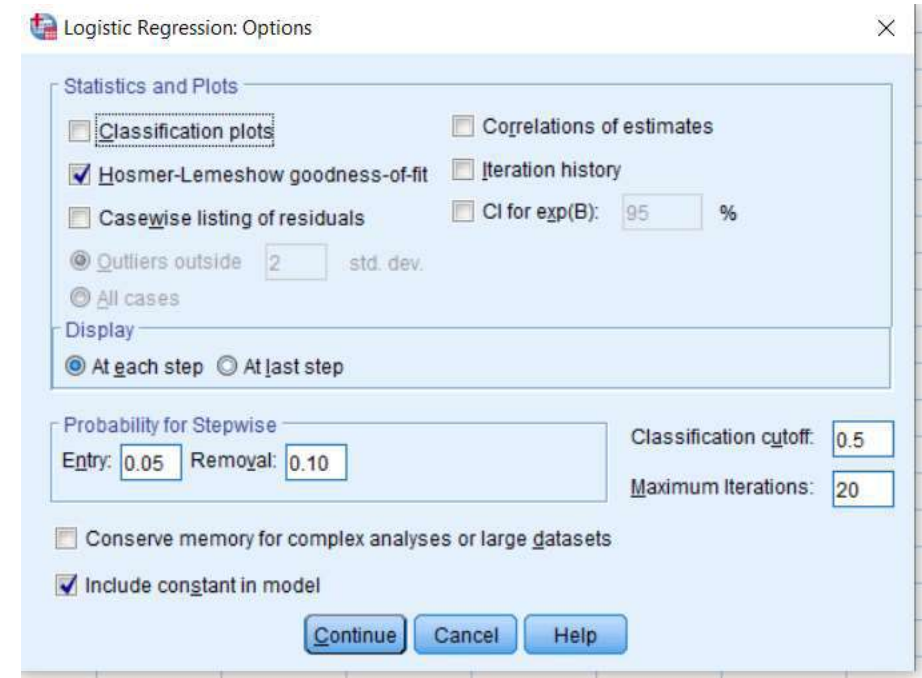 Logistic Regression: Options
Statistics and Plots
Classification plots
Hosmer-Lemeshow goodness-of-fit
Casewise listing of residuals
Outliers outside 2 std. dev.
All cases
Correlations of estimates
Iteration history
CI for exp(B): 95 %
Display
At each step At last step
Probability for Stepwise
Entry: 0.05 Removal: 0.10
Classification cutoff: 0.5
Maximum Iterations: 20
Conserve memory for complex analyses or large datasets
Include constant in model
Continue Cancel Help